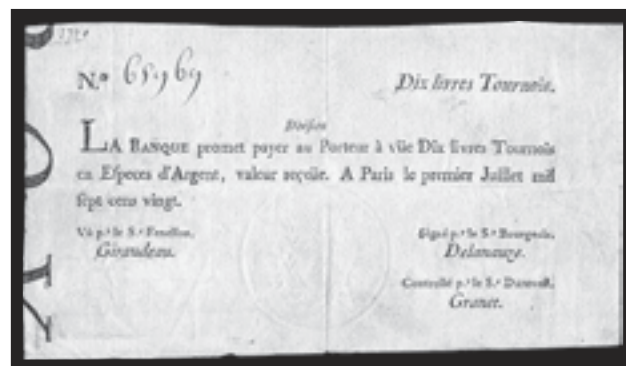 N.º 65969
Dix livres Tournois.
Division
LA BANQUE promet payer au Porteur à vüe Dix livres Tournois
en Especes d'Argent, valeur reçüe. A Paris le premier Juillet mil
sept cens vingt.
Vû p.r le S.r Fenellon.
Giraudeau.
Signé p.r le S.r Bourgeois.
Delanauze.
Controllé p.r le S.r Durevest.
Granet.